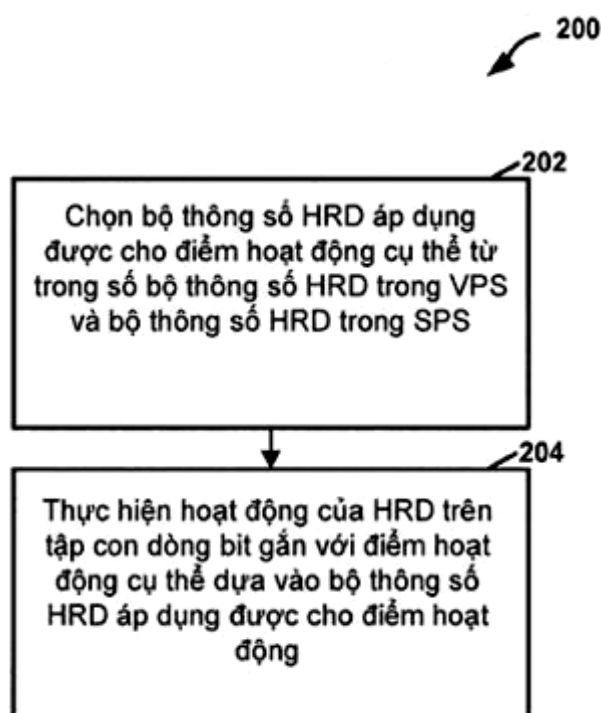 200
202
Chọn bộ thông số HRD áp dụng
được cho điểm hoạt động cụ thể từ
trong số bộ thông số HRD trong VPS
và bộ thông số HRD trong SPS
204
Thực hiện hoạt động của HRD trên
tập con dòng bit gắn với điểm hoạt
động cụ thể dựa vào bộ thông số
HRD áp dụng được cho điểm hoạt
động